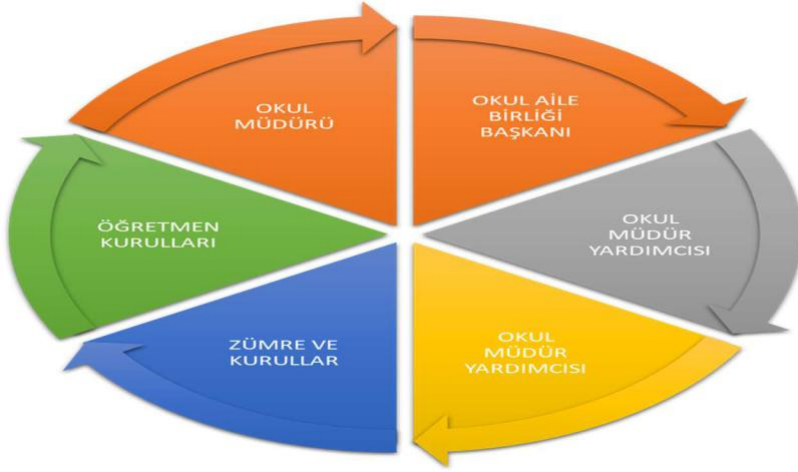 OKUL
MÜDÜRÜ
OKUL AİLE
BİRLİĞİ
BAŞKANI
OKUL
MÜDÜR
YARDIMCISI
OKUL
MÜDÜR
YARDIMCISI
ZÜMRE VE
KURULLAR
ÖĞRETMEN
KURULLARI